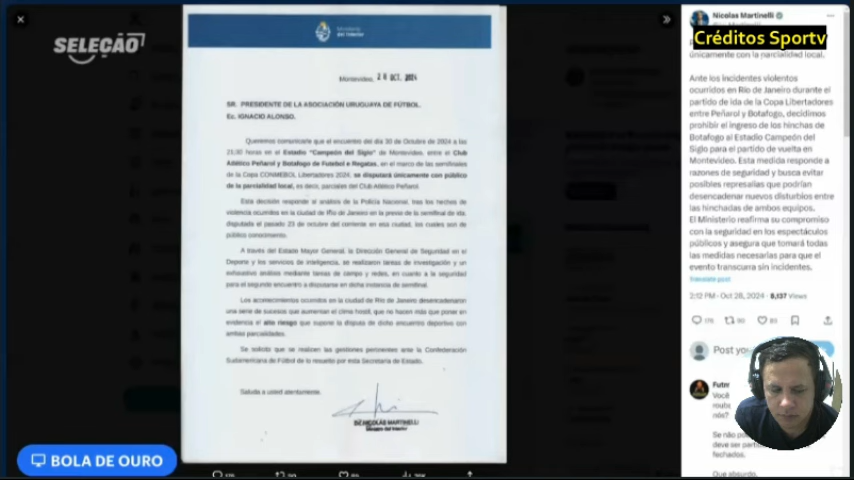 SELEÇÃO
Ministerio
del Interior
Montevideo, 28 OCT. 2024
SR. PRESIDENTE DE LA ASOCIACIÓN URUGUAYA DE FÚTBOL.
Ec. IGNACIO ALONSO.
Queremos comunicarle que el encuentro del día 30 de Octubre de 2024 a las
21:30 horas en el Estadio "Campeón del Siglo" de Montevideo, entre el Club
Atlético Peñarol y Botafogo de Futebol e Regatas, en el marco de las semifinales
de la Copa CONMEBOL Libertadores 2024, se disputará únicamente con público
de la parcialidad local, es decir, parciales del Club Atlético Peñarol.
Esta decisión responde al análisis de la Policía Nacional, tras los hechos de
violencia ocurridos en la ciudad de Río de Janeiro en la previa de la semifinal de ida,
disputada el pasado 23 de octubre del corriente en esa ciudad, los cuales son de
público conocimiento.
A través del Estado Mayor General, la Dirección General de Seguridad en el
Deporte y los servicios de inteligencia, se realizaron tareas de investigación y un
exhaustivo análisis mediante tareas de campo y redes, en cuanto a la seguridad
para el segundo encuentro a disputarse en dicha instancia de semifinal.
Los acontecimientos ocurridos en la ciudad de Río de Janeiro desencadenaron
una serie de sucesos que aumentan el clima hostil, que no hacen más que poner en
evidencia el alto riesgo que supone la disputa de dicho encuentro deportivo con
ambas parcialidades.
Se solicita que se realicen las gestiones pertinentes ante la Confederación
Sudamericana de Fútbol de lo resuelto por esta Secretaría de Estado.
Saluda a usted atentamente.
NICOLAS MARTINELLI
Ministro del Interior
Nicolas Martinelli
Créditos Sportv
únicamente con la parcialidad local.
Ante los incidentes violentos
ocurridos en Río de Janeiro durante el
partido de ida de la Copa Libertadores
entre Peñarol y Botafogo, decidimos
prohibir el ingreso de los hinchas de
Botafogo al Estadio Campeón del
Siglo para el partido de vuelta en
Montevideo. Esta medida responde a
razones de seguridad y busca evitar
posibles represalias que podrían
desencadenar nuevos disturbios entre
las hinchadas de ambos equipos.
El Ministerio reafirma su compromiso
con la seguridad en los espectáculos
públicos y asegura que tomará todas
las medidas necesarias para que el
evento transcurra sin incidentes.
Translate post
2:12 PM · Oct 28, 2024 · 8,137 Views
Post yo
Você
nós?
Se não po
deve ser par
fechados.
Que absurdo,
BOLA DE OURO